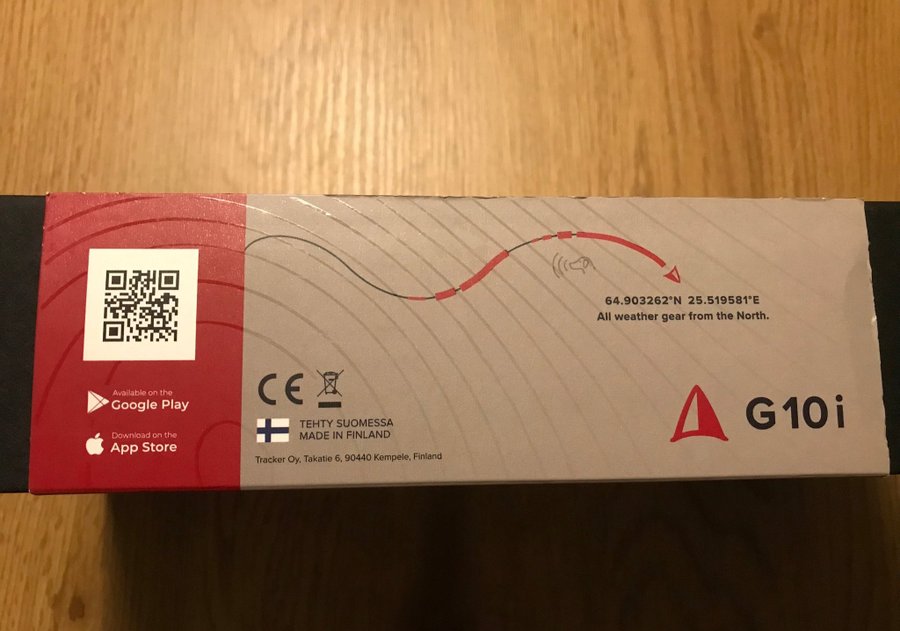 Available on the
Google Play
Download on the
App Store
64.903262°N 25.519581°E
All weather gear from the North.
CE
TEHTY SUOMESSA
MADE IN FINLAND
Tracker Oy, Takatie 6, 90440 Kempele, Finland
G10i